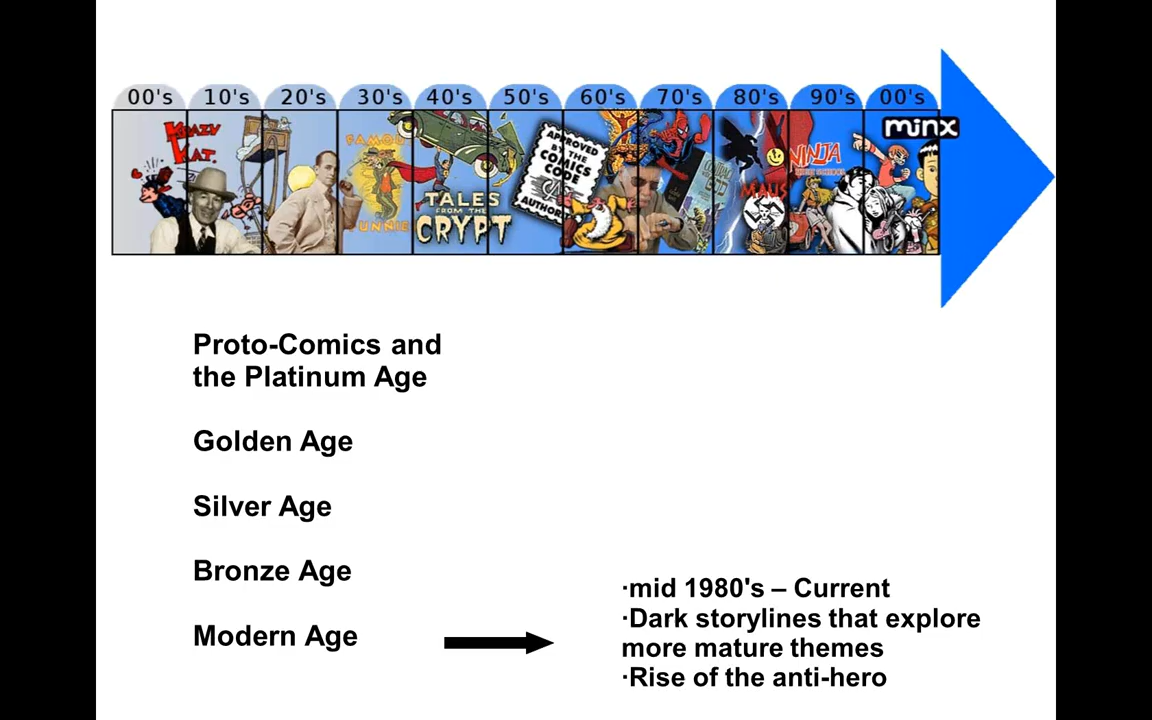 00's 10's 20's 30's 40's 50's 60's 70's 80's 90's 00's
minx
KRAZY
KAT.
FAMOUS
FUNNIES
TALES
FROM THE
CRYPT
APPROVED
BY THE
COMICS
CODE
CA
AUTHORITY
MAUS
NINJA
HIGH SCHOOL
Proto-Comics and
the Platinum Age
Golden Age
Silver Age
Bronze Age
Modern Age
·mid 1980's – Current
·Dark storylines that explore
more mature themes
·Rise of the anti-hero